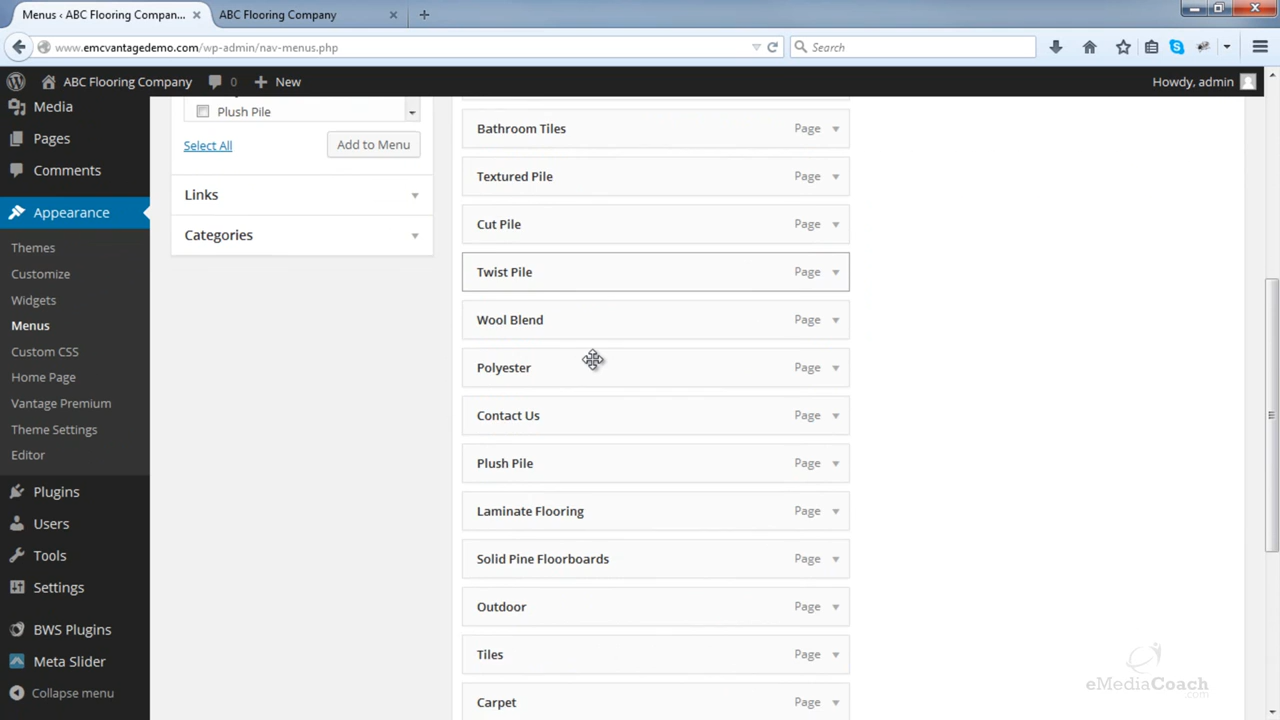 Menus ‹ ABC Flooring Compan...
ABC Flooring Company
www.emcvantagedemo.com/wp-admin/nav-menus.php
Search
ABC Flooring Company
0
New
Howdy, admin
Media
Pages
Comments
Appearance
Themes
Customize
Widgets
Menus
Custom CSS
Home Page
Vantage Premium
Theme Settings
Editor
Plugins
Users
Tools
Settings
BWS Plugins
Meta Slider
Collapse menu
Plush Pile
Select All
Add to Menu
Links
Categories
Bathroom Tiles Page
Textured Pile Page
Cut Pile Page
Twist Pile Page
Wool Blend Page
Polyester Page
Contact Us Page
Plush Pile Page
Laminate Flooring Page
Solid Pine Floorboards Page
Outdoor Page
Tiles Page
Carpet Page
eMediaCoach.com